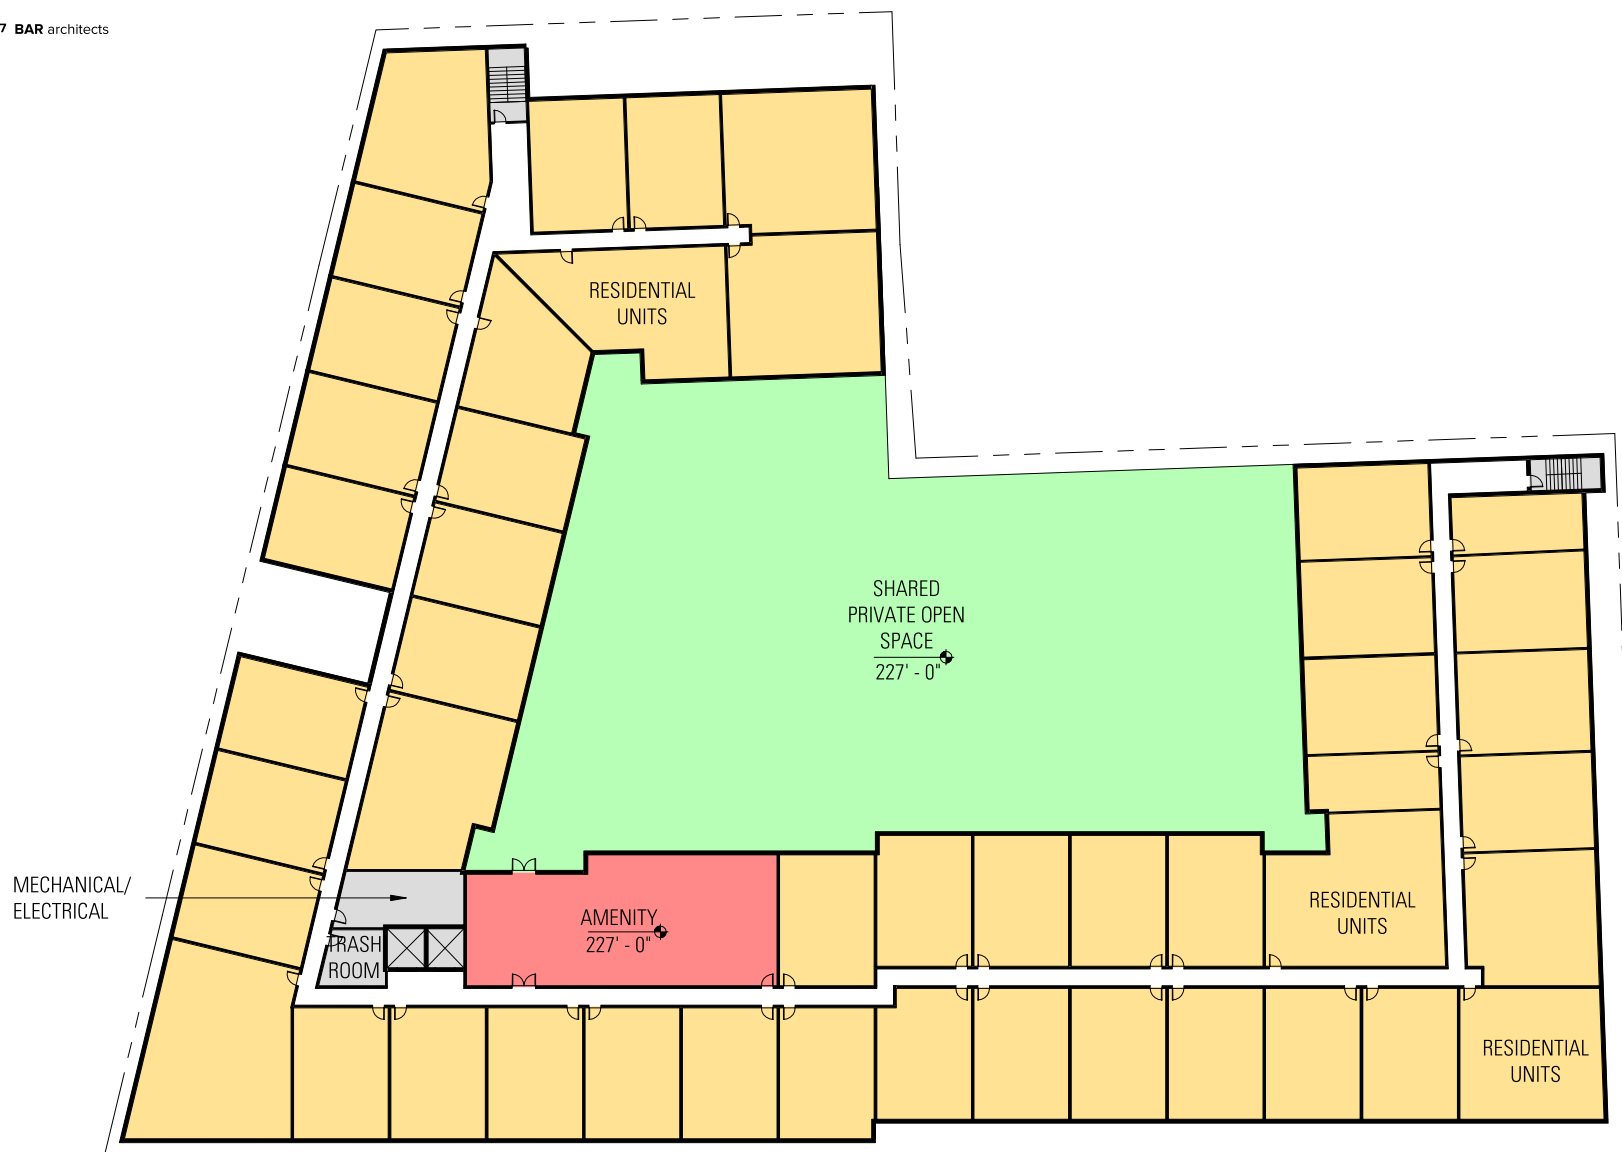 7 BAR architects
RESIDENTIAL
UNITS
SHARED
PRIVATE OPEN
SPACE
227' - 0"
MECHANICAL/
ELECTRICAL
AMENITY
227' - 0"
TRASH
ROOM
RESIDENTIAL
UNITS
RESIDENTIAL
UNITS